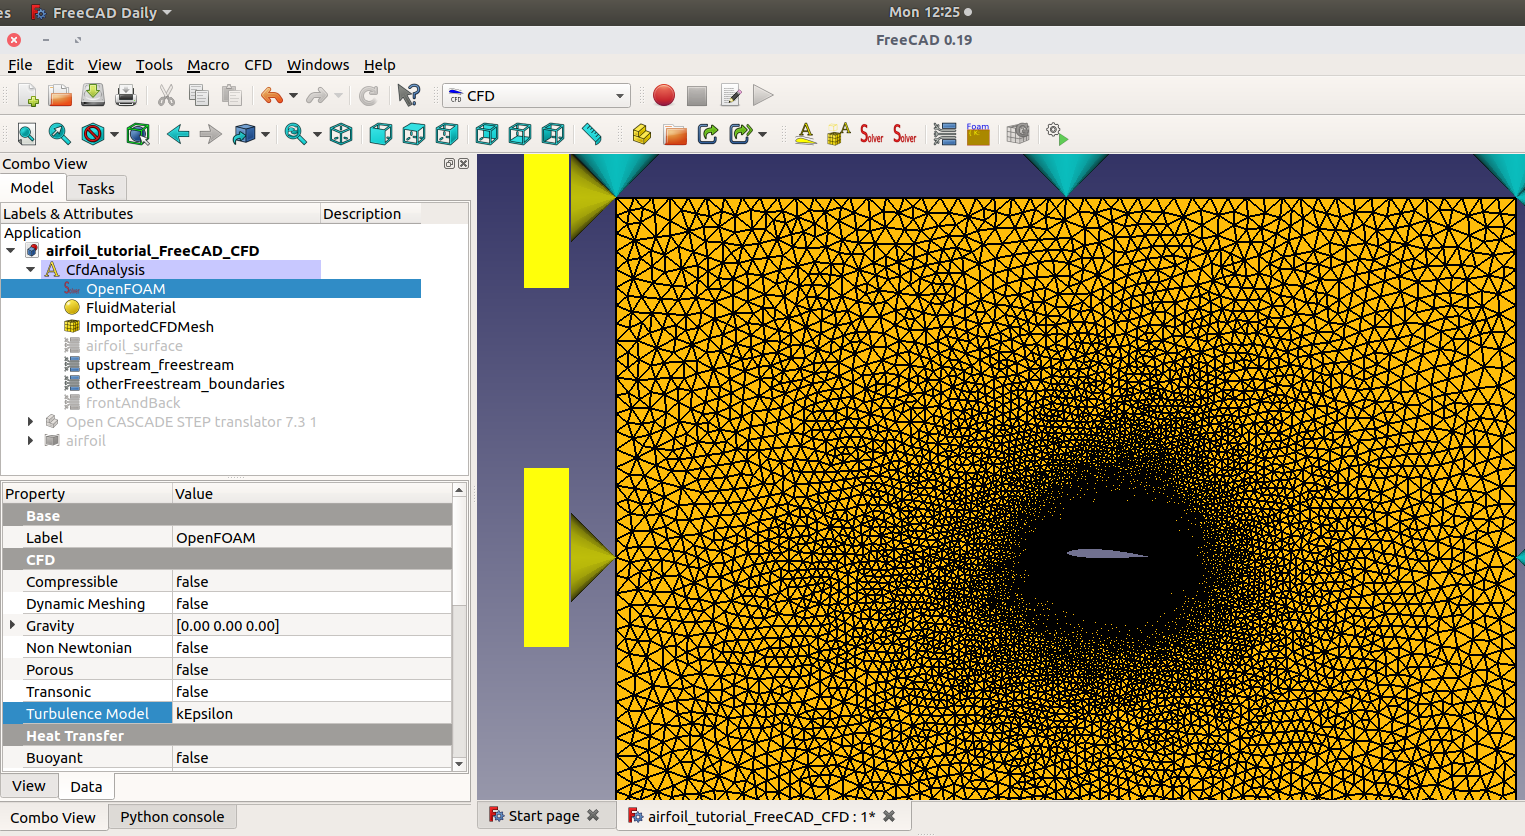 es FreeCAD Daily Mon 12:25
FreeCAD 0.19
File Edit View Tools Macro CFD Windows Help
CFD CFD
A A Solver Solver Foam
Combo View
Model Tasks
Labels & Attributes Description
Application
airfoil_tutorial_FreeCAD_CFD
A CfdAnalysis
Solver OpenFOAM
FluidMaterial
ImportedCFDMesh
airfoil_surface
upstream_freestream
otherFreestream_boundaries
frontAndBack
Open CASCADE STEP translator 7.3 1
airfoil
Property Value
Base
Label OpenFOAM
CFD
Compressible false
Dynamic Meshing false
Gravity [0.00 0.00 0.00]
Non Newtonian false
Porous false
Transonic false
Turbulence Model kEpsilon
Heat Transfer
Buoyant false
View Data
Combo View Python console
Start page airfoil_tutorial_FreeCAD_CFD : 1*